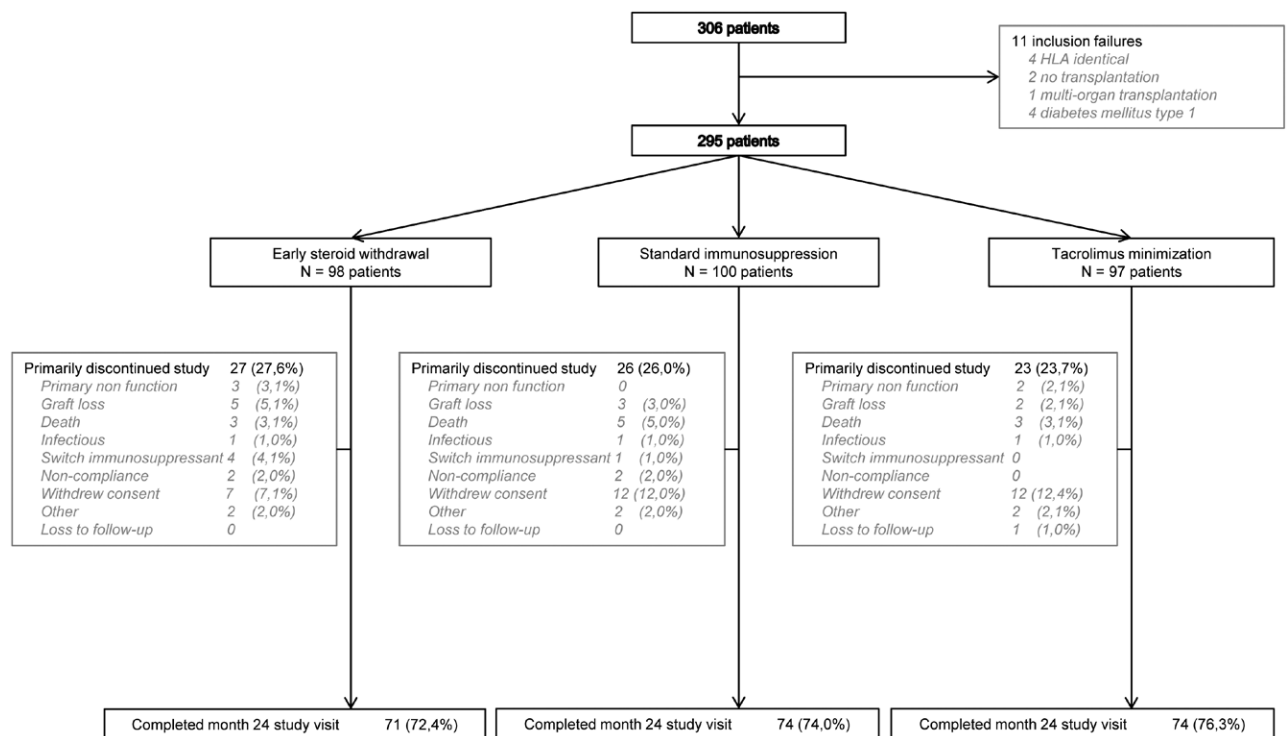 306 patients
11 inclusion failures
4 HLA identical
2 no transplantation
1 multi-organ transplantation
4 diabetes mellitus type 1
295 patients
Early steroid withdrawal
N = 98 patients
Standard immunosuppression
N = 100 patients
Tacrolimus minimization
N = 97 patients
Primarily discontinued study 27 (27,6%)
Primary non function 3 (3,1%)
Graft loss 5 (5,1%)
Death 3 (3,1%)
Infectious 1 (1,0%)
Switch immunosuppressant 4 (4,1%)
Non-compliance 2 (2,0%)
Withdrew consent 7 (7,1%)
Other 2 (2,0%)
Loss to follow-up 0
Primarily discontinued study 26 (26,0%)
Primary non function 0
Graft loss 3 (3,0%)
Death 5 (5,0%)
Infectious 1 (1,0%)
Switch immunosuppressant 1 (1,0%)
Non-compliance 2 (2,0%)
Withdrew consent 12 (12,0%)
Other 2 (2,0%)
Loss to follow-up 0
Primarily discontinued study 23 (23,7%)
Primary non function 2 (2,1%)
Graft loss 2 (2,1%)
Death 3 (3,1%)
Infectious 1 (1,0%)
Switch immunosuppressant 0
Non-compliance 0
Withdrew consent 12 (12,4%)
Other 2 (2,1%)
Loss to follow-up 1 (1,0%)
Completed month 24 study visit 71 (72,4%)
Completed month 24 study visit 74 (74,0%)
Completed month 24 study visit 74 (76,3%)